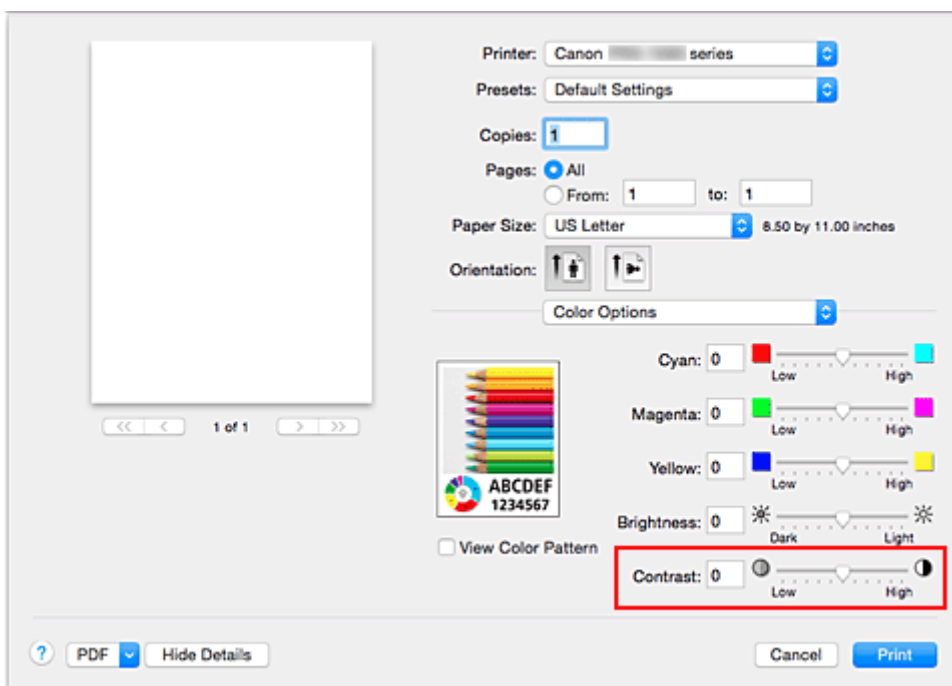 Printer: Canon series
Presets: Default Settings
Copies: 1
Pages: All
From: 1 to: 1
Paper Size: US Letter 8.50 by 11.00 inches
Orientation:
Color Options
Cyan: 0
Low High
Magenta: 0
Low High
Yellow: 0
Low High
Brightness: 0
Dark Light
Contrast: 0
Low High
<< < 1 of 1 > >>
ABCDEF
1234567
View Color Pattern
? PDF Hide Details Cancel Print